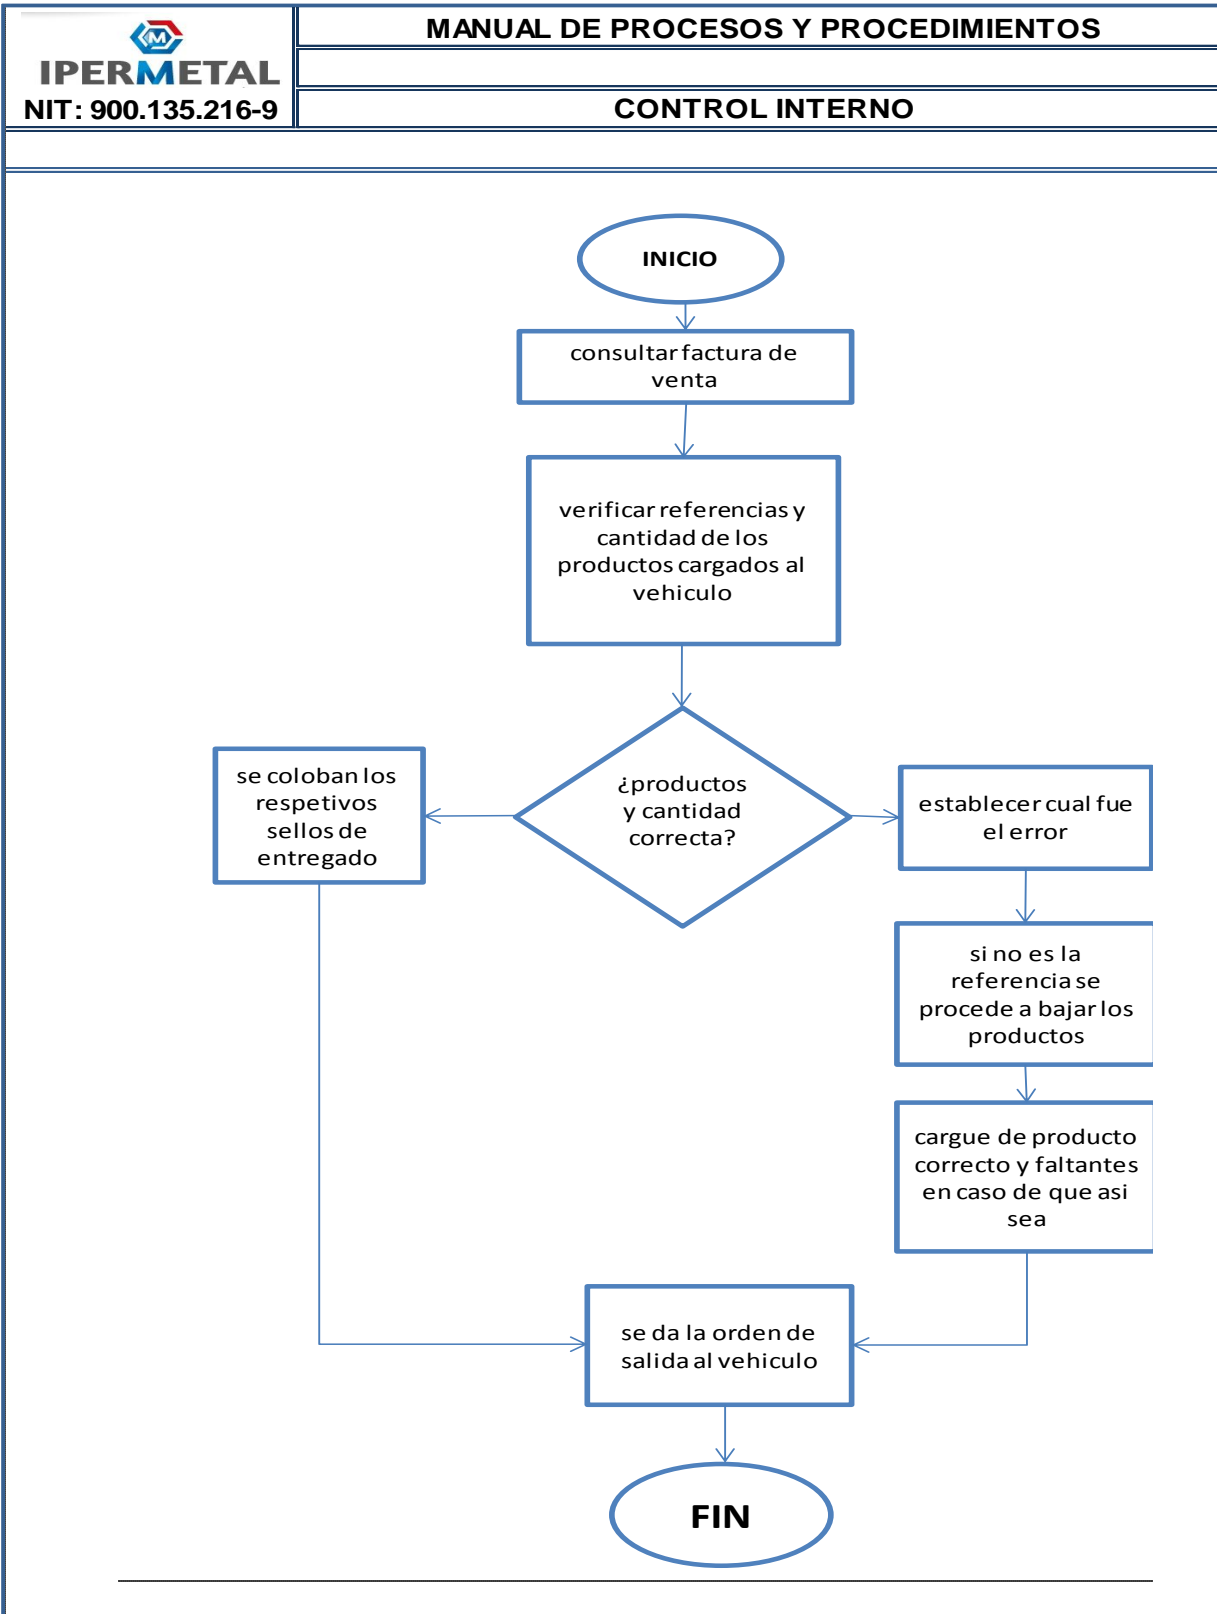 IPERMETAL
NIT: 900.135.216-9
MANUAL DE PROCESOS Y PROCEDIMIENTOS
CONTROL INTERNO
INICIO
consultar factura de
venta
verificar referencias y
cantidad de los
productos cargados al
vehiculo
¿productos
y cantidad
correcta?
se coloban los
respetivos
sellos de
entregado
establecer cual fue
el error
si no es la
referencia se
procede a bajar los
productos
cargue de producto
correcto y faltantes
en caso de que asi
sea
se da la orden de
salida al vehiculo
FIN